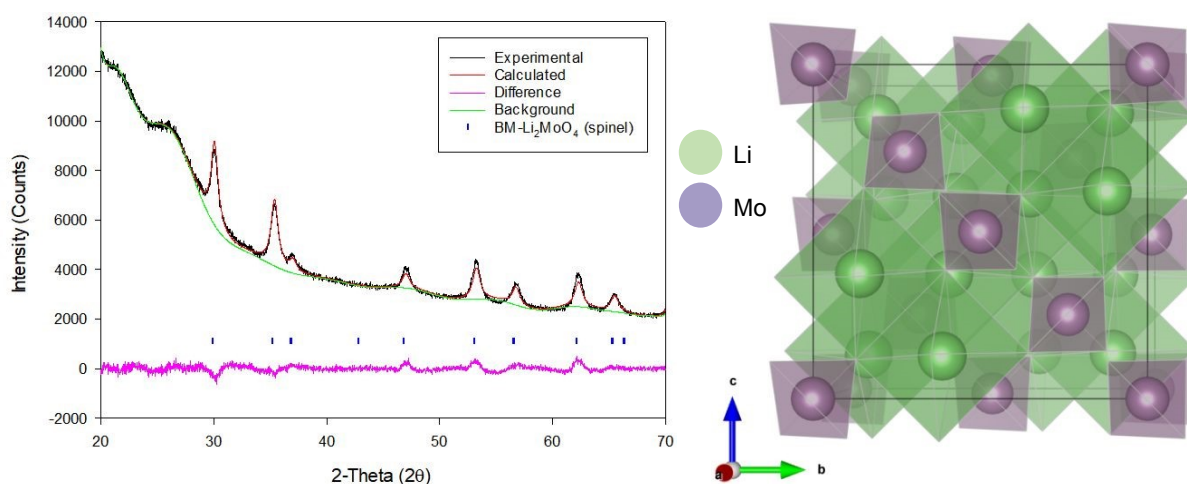 14000
12000
10000
8000
6000
4000
2000
0
-2000
Intensity (Counts)
20 30 40 50 60 70
2-Theta (2θ)
Experimental
Calculated
Difference
Background
BM-Li₂MoO₄ (spinel)
Li
Mo
c
a
b